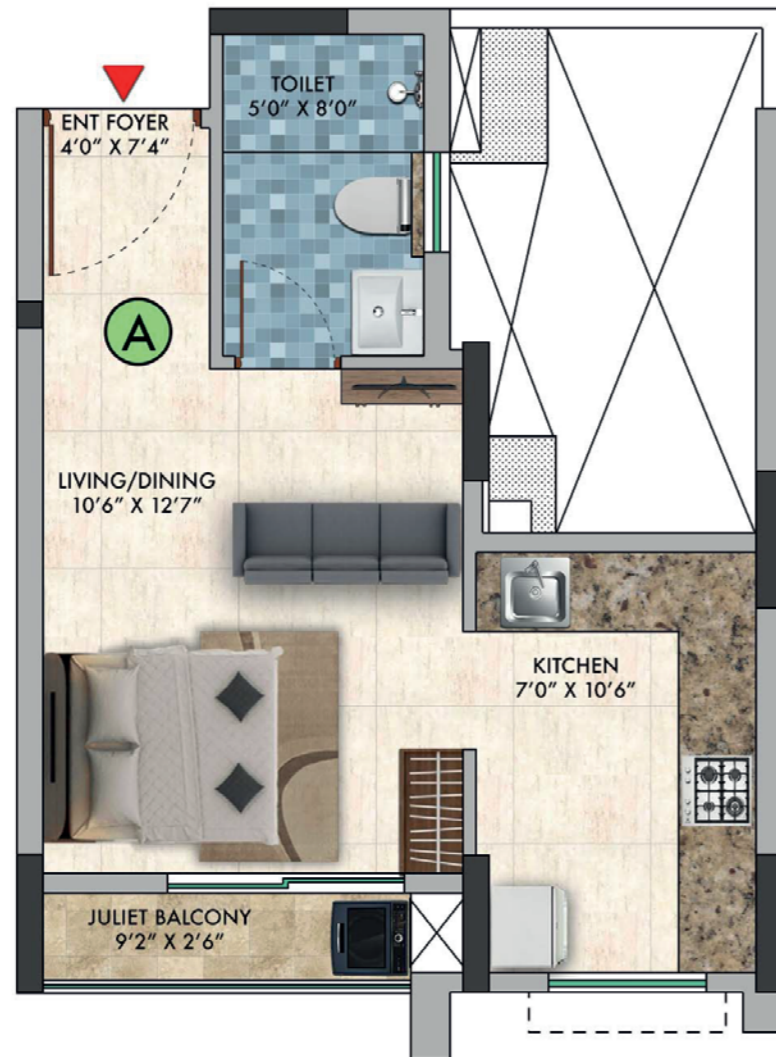 TOILET
5’0” X 8’0”
ENT FOYER
4’0” X 7’4”
A
LIVING/DINING
10’6” X 12’7”
KITCHEN
7’0” X 10’6”
JULIET BALCONY
9’2” X 2’6”